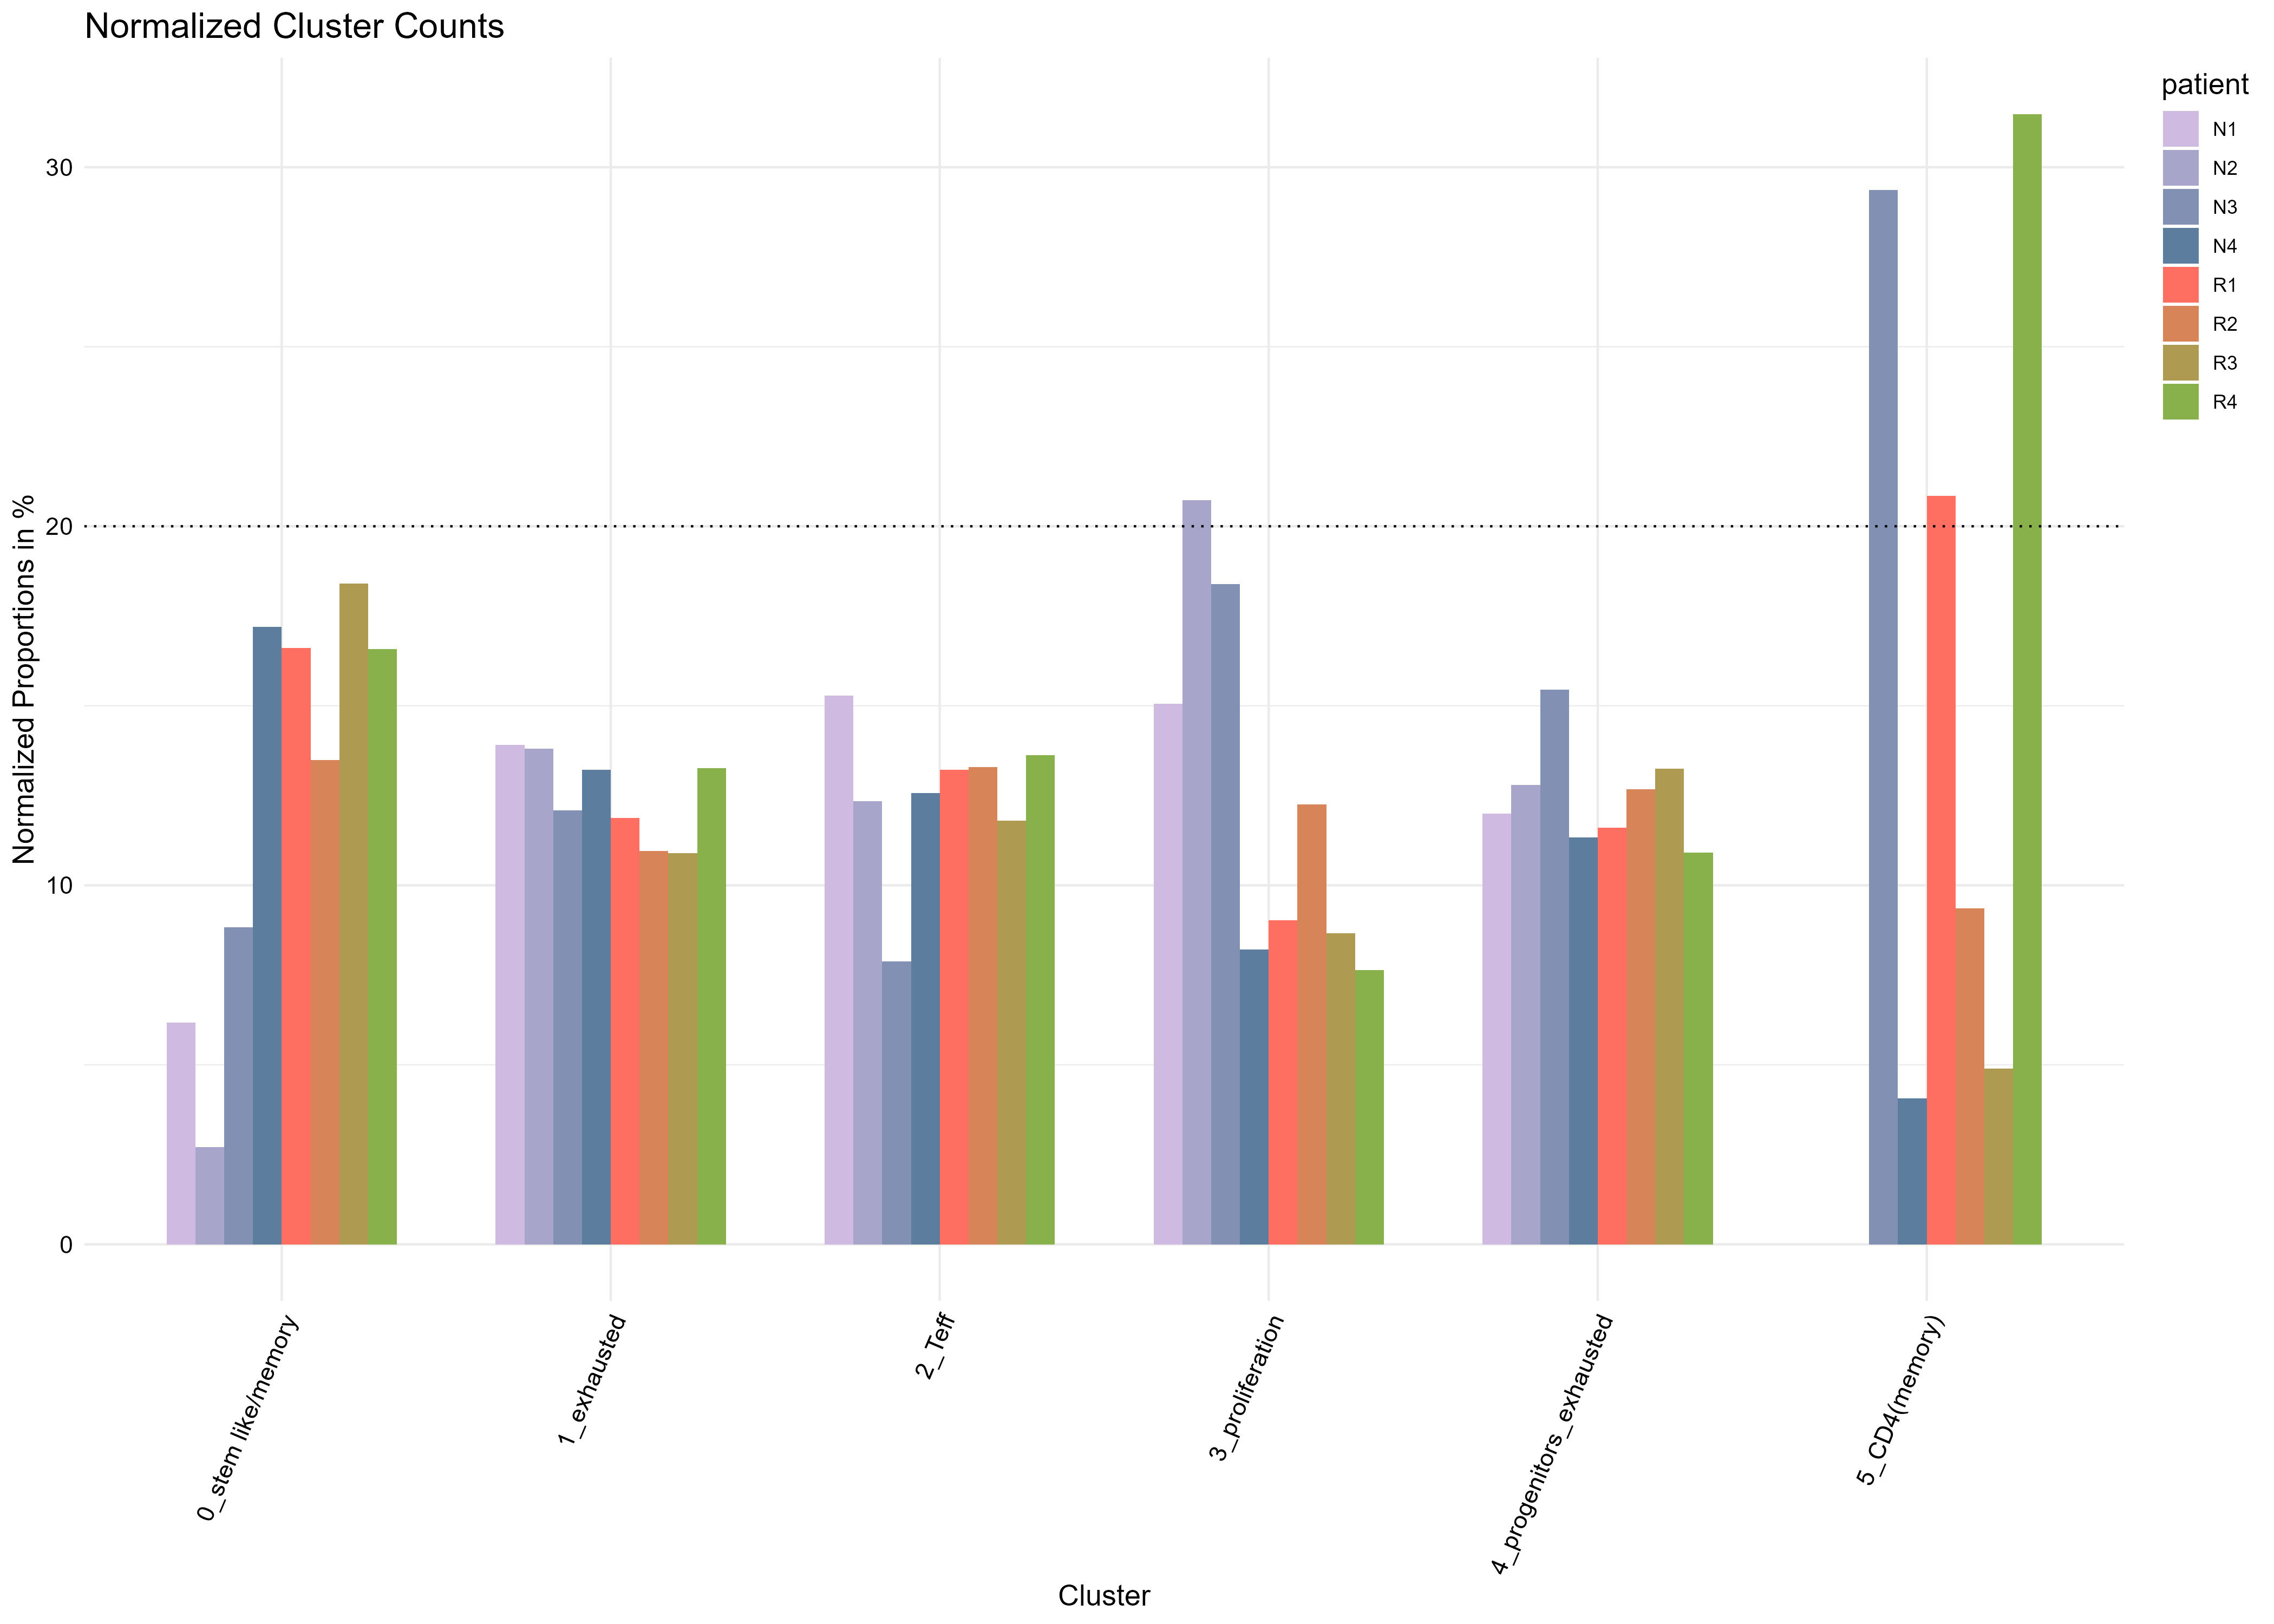 Normalized Cluster Counts
Normalized Proportions in %
30
20
10
0
0_stem like/memory
1_exhausted
2_Teff
3_proliferation
4_progenitors_exhausted
5_CD4(memory)
Cluster
patient
N1
N2
N3
N4
R1
R2
R3
R4